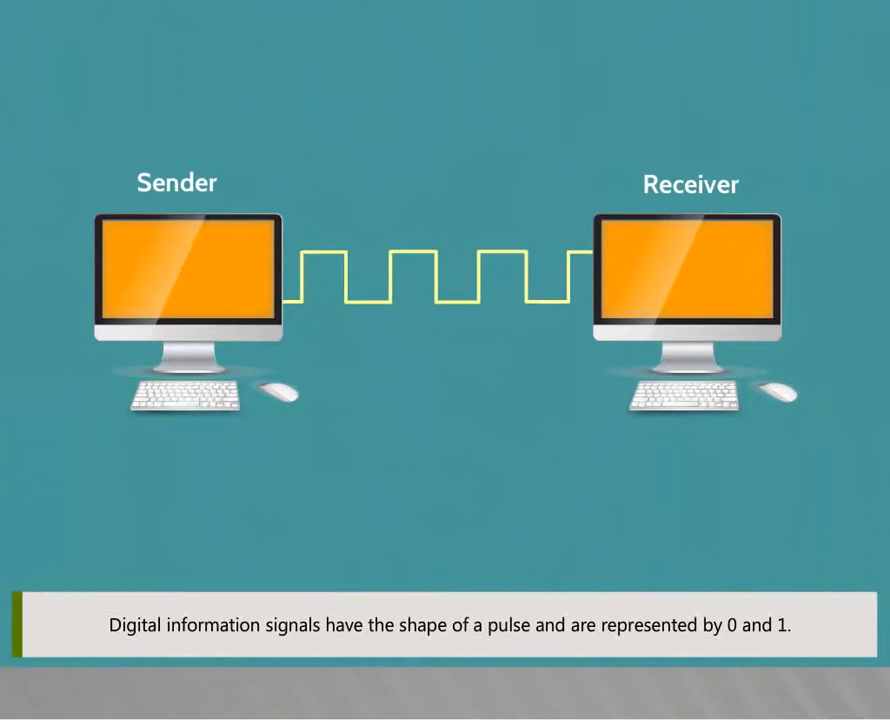 Sender
Receiver
Digital information signals have the shape of a pulse and are represented by 0 and 1.